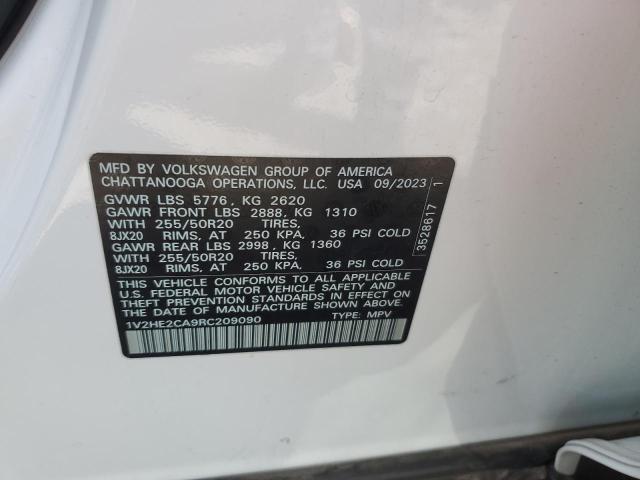 MFD BY VOLKSWAGEN GROUP OF AMERICA
CHATTANOOGA OPERATIONS, LLC. USA 09/2023
GVWR LBS 5776, KG 2620
GAWR FRONT LBS 2888, KG 1310
WITH 255/50R20 TIRES,
8JX20 RIMS, AT 250 KPA, 36 PSI COLD
GAWR REAR LBS 2998, KG 1360
WITH 255/50R20 TIRES,
8JX20 RIMS, AT 250 KPA, 36 PSI COLD
THIS VEHICLE CONFORMS TO ALL APPLICABLE
U.S. FEDERAL MOTOR VEHICLE SAFETY AND
THEFT PREVENTION STANDARDS IN EFFECT ON
THE DATE OF MANUFACTURE SHOWN ABOVE.
1V2HE2CA9RC209090 TYPE: MPV
3528617 1